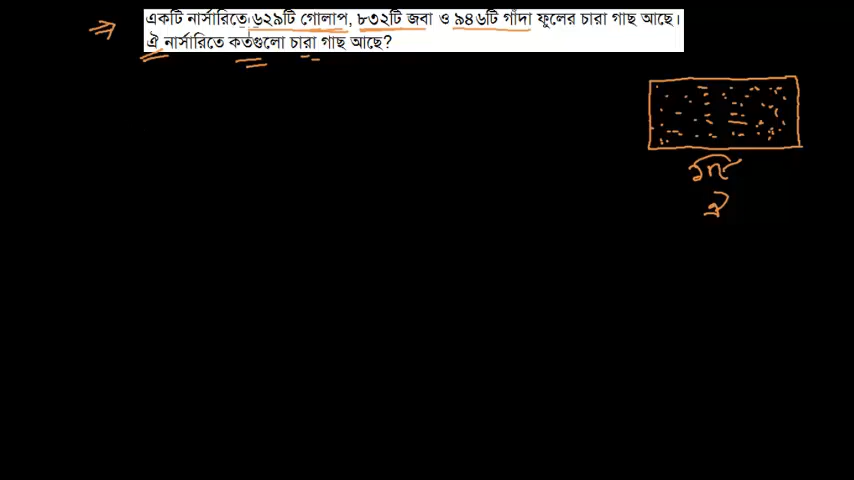 একটি নার্সারিতে ৬২৯টি গোলাপ, ৮৩২টি জবা ও ৯৪৬টি গাঁদা ফুলের চারা গাছ আছে।
ঐ নার্সারিতে কতগুলো চারা গাছ আছে?
ঐ